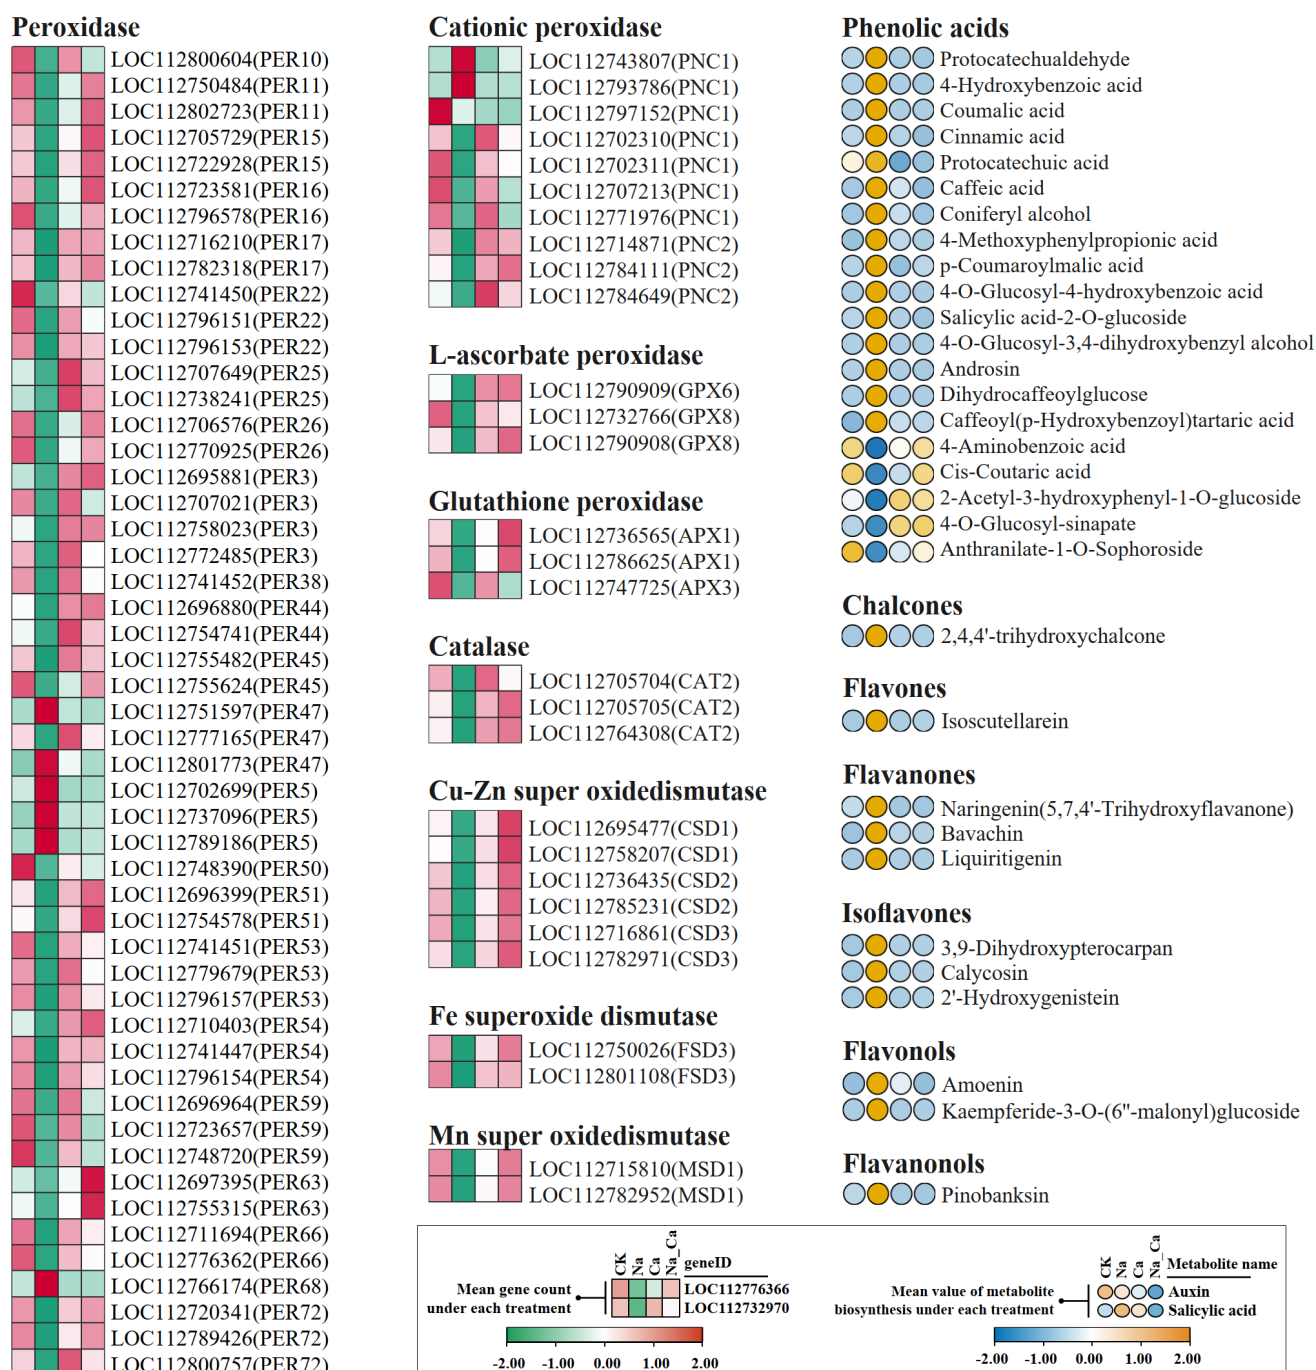 Peroxidase
LOC112800604(PER10)
LOC112750484(PER11)
LOC112802723(PER11)
LOC112705729(PER15)
LOC112722928(PER15)
LOC112723581(PER16)
LOC112796578(PER16)
LOC112716210(PER17)
LOC112782318(PER17)
LOC112741450(PER22)
LOC112796151(PER22)
LOC112796153(PER22)
LOC112707649(PER25)
LOC112738241(PER25)
LOC112706576(PER26)
LOC112770925(PER26)
LOC112695881(PER3)
LOC112707021(PER3)
LOC112758023(PER3)
LOC112772485(PER3)
LOC112741452(PER38)
LOC112696880(PER44)
LOC112754741(PER44)
LOC112755482(PER45)
LOC112755624(PER45)
LOC112751597(PER47)
LOC112777165(PER47)
LOC112801773(PER47)
LOC112702699(PER5)
LOC112737096(PER5)
LOC112789186(PER5)
LOC112748390(PER50)
LOC112696399(PER51)
LOC112754578(PER51)
LOC112741451(PER53)
LOC112779679(PER53)
LOC112796157(PER53)
LOC112710403(PER54)
LOC112741447(PER54)
LOC112796154(PER54)
LOC112696964(PER59)
LOC112723657(PER59)
LOC112748720(PER59)
LOC112697395(PER63)
LOC112755315(PER63)
LOC112711694(PER66)
LOC112776362(PER66)
LOC112766174(PER68)
LOC112720341(PER72)
LOC112789426(PER72)
LOC112800757(PER72)
Cationic peroxidase
LOC112743807(PNC1)
LOC112793786(PNC1)
LOC112797152(PNC1)
LOC112702310(PNC1)
LOC112702311(PNC1)
LOC112707213(PNC1)
LOC112771976(PNC1)
LOC112714871(PNC2)
LOC112784111(PNC2)
LOC112784649(PNC2)
L-ascorbate peroxidase
LOC112790909(GPX6)
LOC112732766(GPX8)
LOC112790908(GPX8)
Glutathione peroxidase
LOC112736565(APX1)
LOC112786625(APX1)
LOC112747725(APX3)
Catalase
LOC112705704(CAT2)
LOC112705705(CAT2)
LOC112764308(CAT2)
Cu-Zn super oxidedismutase
LOC112695477(CSD1)
LOC112758207(CSD1)
LOC112736435(CSD2)
LOC112785231(CSD2)
LOC112716861(CSD3)
LOC112782971(CSD3)
Fe superoxide dismutase
LOC112750026(FSD3)
LOC112801108(FSD3)
Mn super oxidedismutase
LOC112715810(MSD1)
LOC112782952(MSD1)
Phenolic acids
Protocatechualdehyde
4-Hydroxybenzoic acid
Coumalic acid
Cinnamic acid
Protocatechuic acid
Caffeic acid
Coniferyl alcohol
4-Methoxyphenylpropionic acid
p-Coumaroylmalic acid
4-O-Glucosyl-4-hydroxybenzoic acid
Salicylic acid-2-O-glucoside
4-O-Glucosyl-3,4-dihydroxybenzyl alcohol
Androsin
Dihydrocaffeoylglucose
Caffeoyl(p-Hydroxybenzoyl)tartaric acid
4-Aminobenzoic acid
Cis-Coutaric acid
2-Acetyl-3-hydroxyphenyl-1-O-glucoside
4-O-Glucosyl-sinapate
Anthranilate-1-O-Sophoroside
Chalcones
2,4,4'-trihydroxychalcone
Flavones
Isoscutellarein
Flavanones
Naringenin(5,7,4'-Trihydroxyflavanone)
Bavachin
Liquiritigenin
Isoflavones
3,9-Dihydroxypterocarpan
Calycosin
2'-Hydroxygenistein
Flavonols
Amoenin
Kaempferide-3-O-(6"-malonyl)glucoside
Flavanonols
Pinobanksin
CK Na Ca Na_Ca geneID
Mean gene count
under each treatment
LOC112776366
LOC112732970
-2.00 -1.00 0.00 1.00 2.00
CK Na Ca Na_Ca Metabolite name
Mean value of metabolite
biosynthesis under each treatment
Auxin
Salicylic acid
-2.00 -1.00 0.00 1.00 2.00